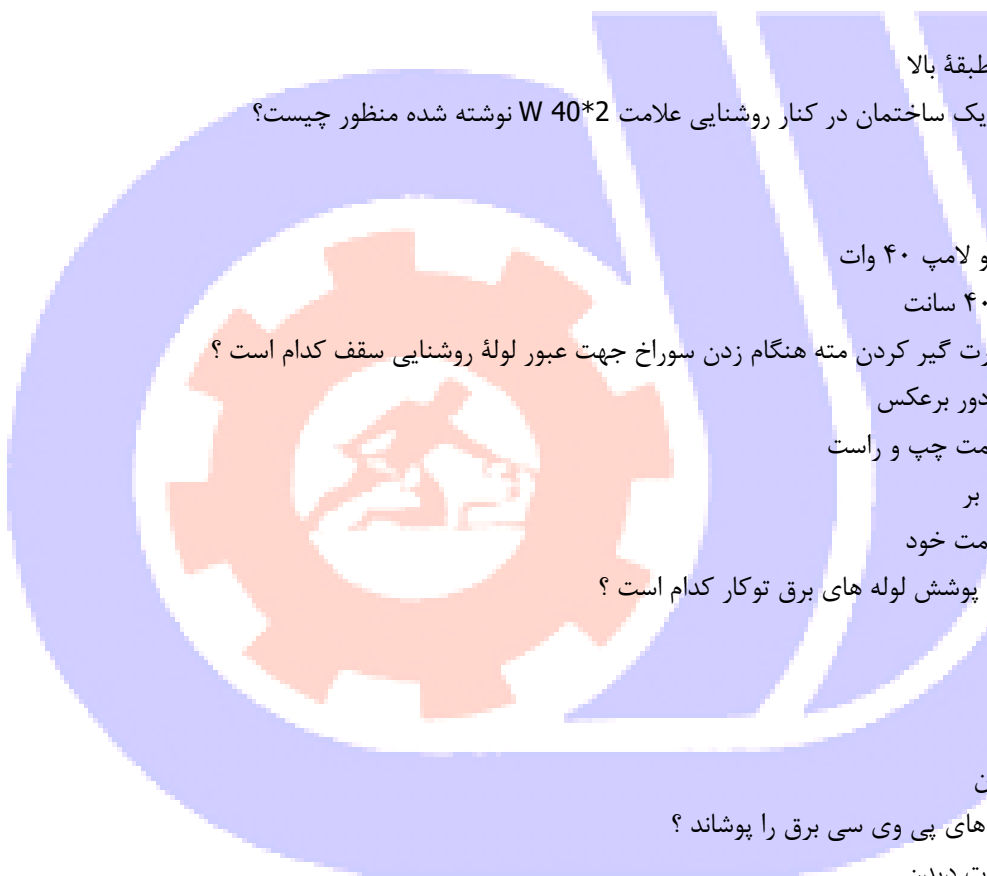 طبقۀ بالا
یک ساختمان در کنار روشنایی علامت 2*40 W نوشته شده منظور چیست؟
و لامپ ۴۰ وات
۴۰ سانت
رت گیر کردن مته هنگام زدن سوراخ جهت عبور لولۀ روشنایی سقف کدام است ؟
دور برعکس
مت چپ و راست
بر
مت خود
پوشش لوله های برق توکار کدام است ؟
ن
های پی وی سی برق را پوشاند ؟